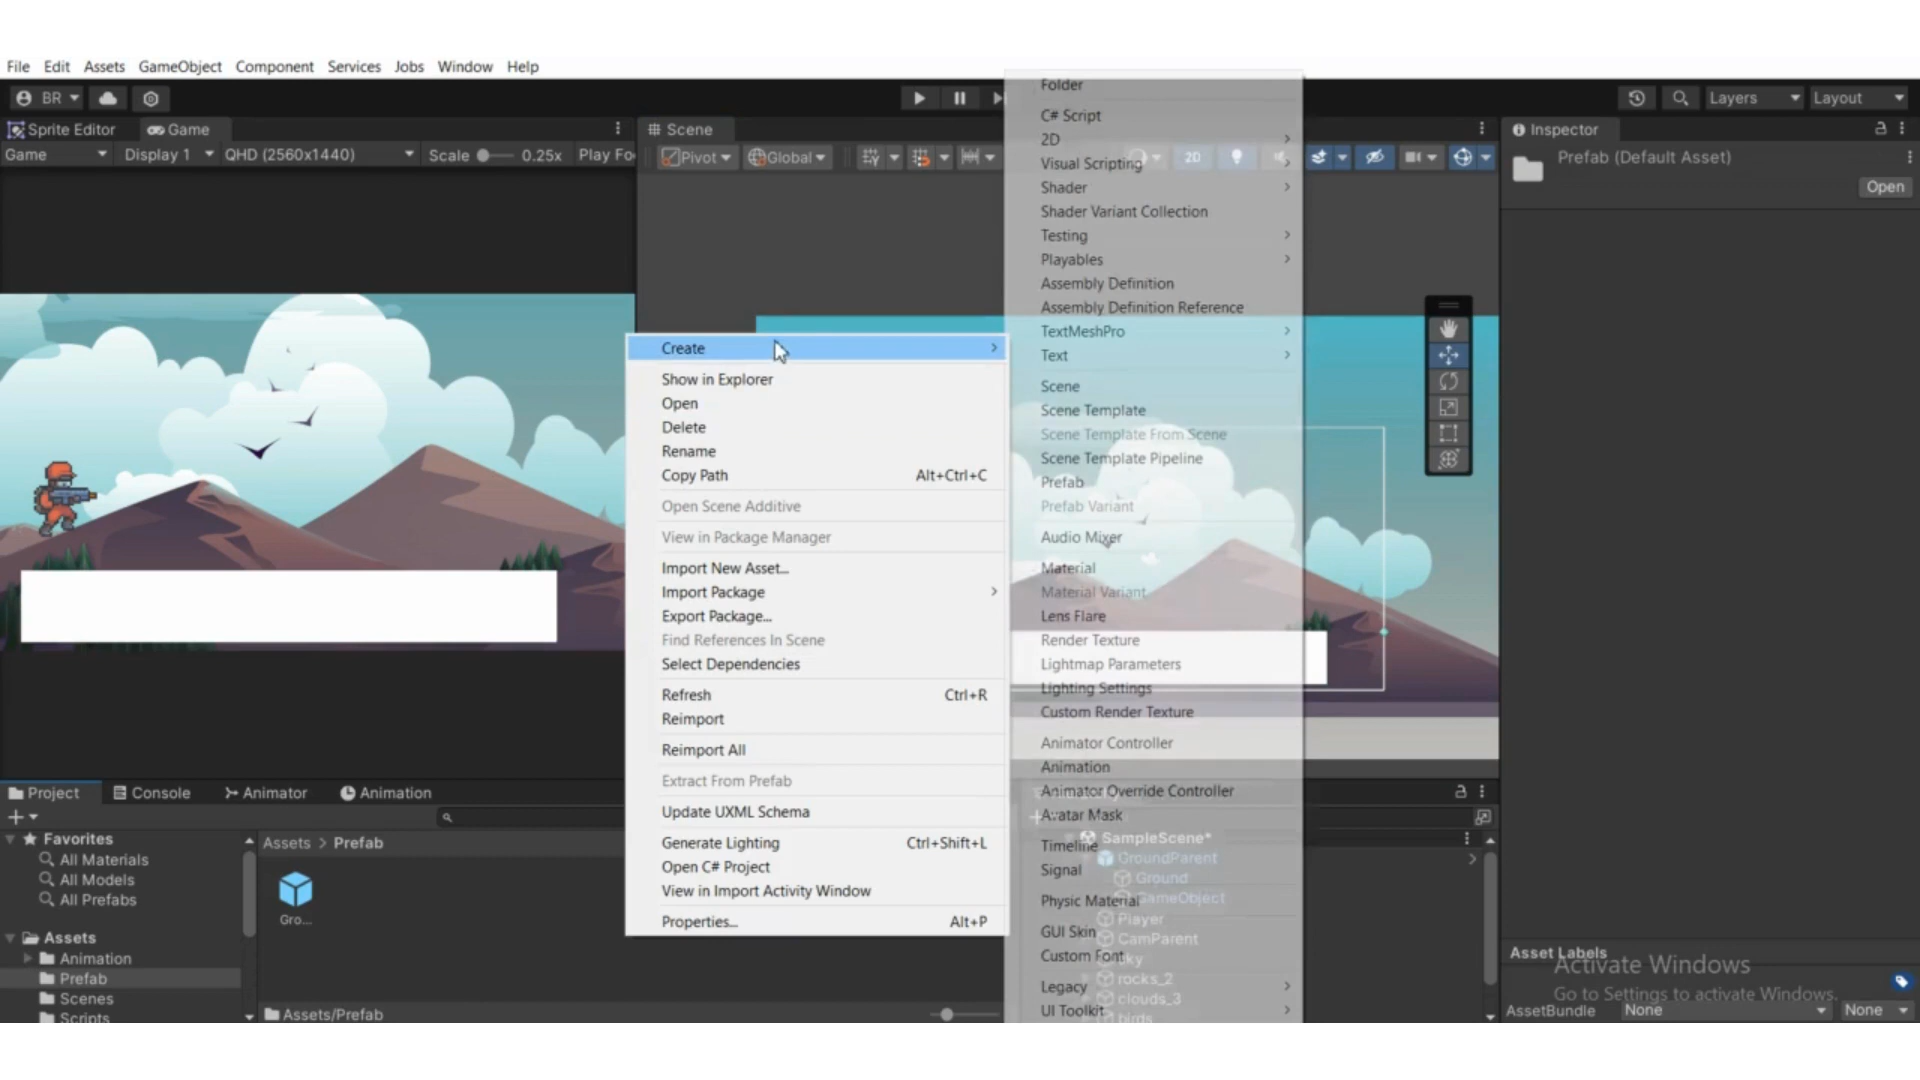 File Edit Assets GameObject Component Services Jobs Window Help
BR Layers Layout
Sprite Editor Game Scene Inspector
Game Display 1 QHD (2560x1440) Scale 0.25x Play Fo Pivot Global 2D
Prefab (Default Asset)
Open
Folder
C# Script
2D
Visual Scripting
Shader
Shader Variant Collection
Testing
Playables
Assembly Definition
Assembly Definition Reference
TextMeshPro
Text
Scene
Scene Template
Scene Template From Scene
Scene Template Pipeline
Prefab
Prefab Variant
Audio Mixer
Material
Material Variant
Lens Flare
Render Texture
Lightmap Parameters
Lighting Settings
Custom Render Texture
Animator Controller
Animation
Animator Override Controller
Avatar Mask
Timeline
Signal
Physic Material
GUI Skin
Custom Font
Legacy
UI Toolkit
Create
Show in Explorer
Open
Delete
Rename
Copy Path Alt+Ctrl+C
Open Scene Additive
View in Package Manager
Import New Asset...
Import Package
Export Package...
Find References In Scene
Select Dependencies
Refresh Ctrl+R
Reimport
Reimport All
Extract From Prefab
Update UXML Schema
Generate Lighting Ctrl+Shift+L
Open C# Project
View in Import Activity Window
Properties... Alt+P
Project Console Animator Animation
Favorites
All Materials
All Models
All Prefabs
Assets
Animation
Prefab
Scenes
Scripts
Assets > Prefab
Gro...
Assets/Prefab
SampleScene*
GroundParent
Ground
GameObject
Player
CamParent
rocks_2
clouds_3
birds
Asset Labels
Activate Windows
Go to Settings to activate Windows.
AssetBundle None None